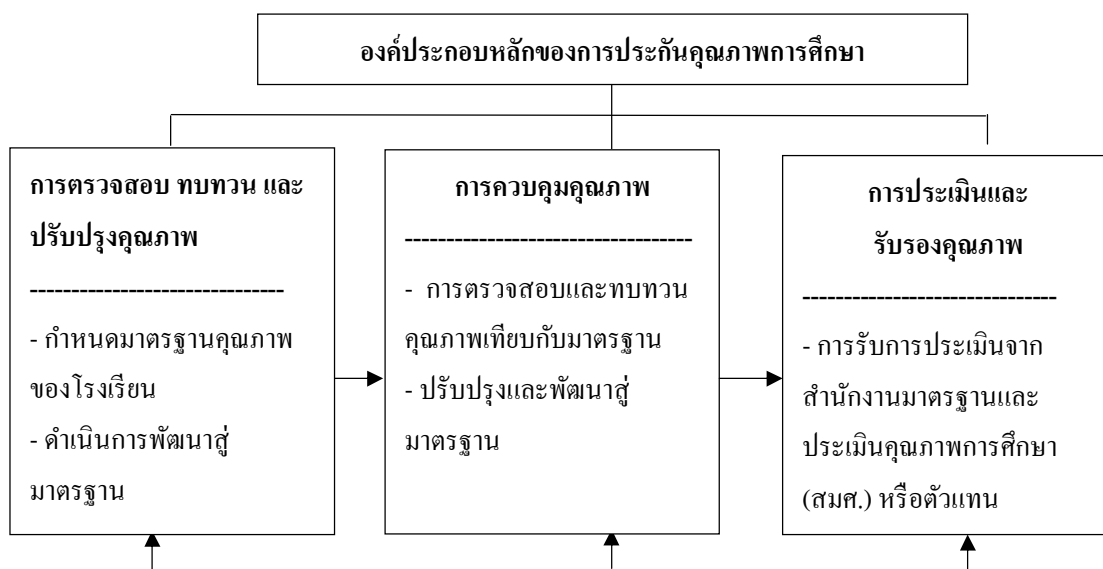 องค์ประกอบหลักของการประกันคุณภาพการศึกษา
การตรวจสอบ ทบทวน และ
ปรับปรุงคุณภาพ
-------------------------------
- กำหนดมาตรฐานคุณภาพ
ของโรงเรียน
- ดำเนินการพัฒนาสู่
มาตรฐาน
การควบคุมคุณภาพ
-----------------------------------
- การตรวจสอบและทบทวน
คุณภาพเทียบกับมาตรฐาน
- ปรับปรุงและพัฒนาสู่
มาตรฐาน
การประเมินและ
รับรองคุณภาพ
-------------------------------
- การรับการประเมินจาก
สำนักงานมาตรฐานและ
ประเมินคุณภาพการศึกษา
(สมศ.) หรือตัวแทน